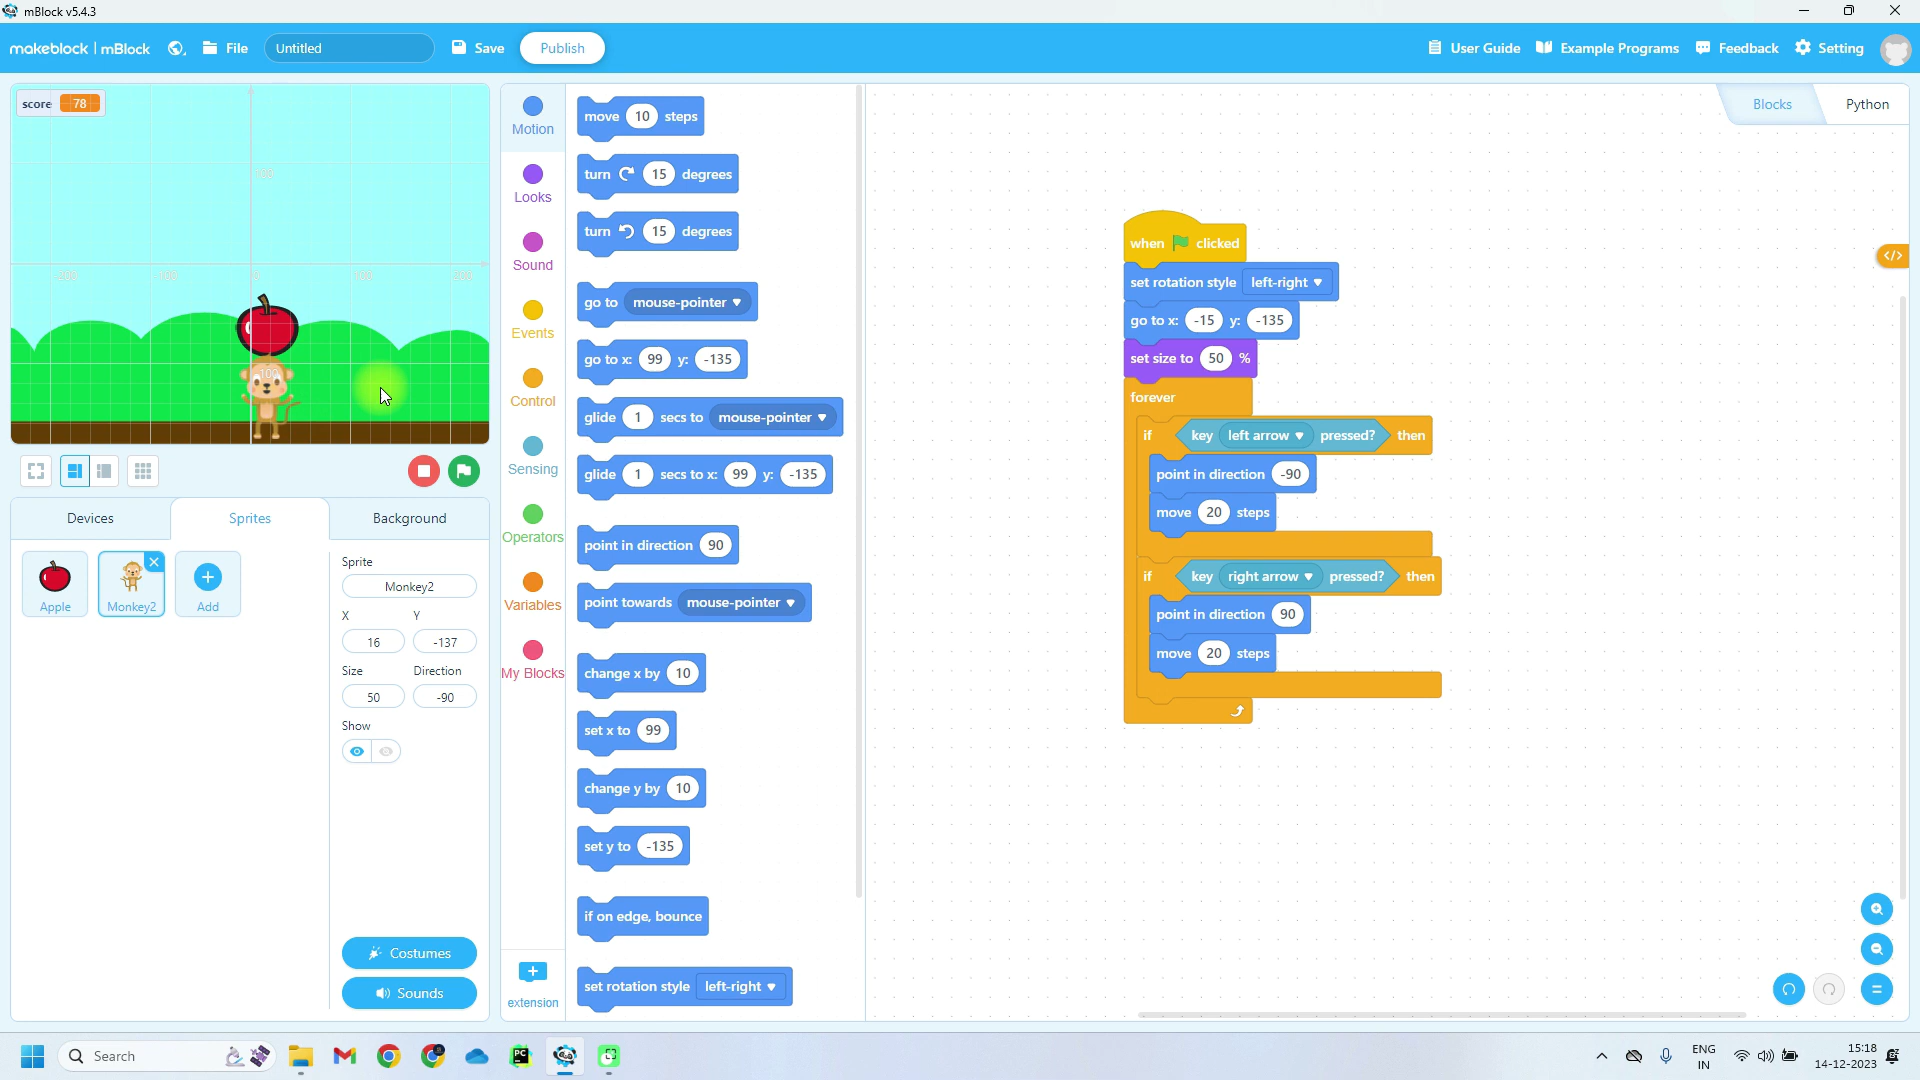 mBlock v5.4.3
makeblock | mBlock File Untitled Save Publish User Guide Example Programs Feedback Setting
score 78
100
-200 -100 0 100 200
-100
Devices Sprites Background
Apple Monkey2 Add
Sprite
Monkey2
X Y
16 -137
Size Direction
50 -90
Show
Costumes
Sounds
Motion
Looks
Sound
Events
Control
Sensing
Operators
Variables
My Blocks
extension
move 10 steps
turn 15 degrees
turn 15 degrees
go to mouse-pointer
go to x: 99 y: -135
glide 1 secs to mouse-pointer
glide 1 secs to x: 99 y: -135
point in direction 90
point towards mouse-pointer
change x by 10
set x to 99
change y by 10
set y to -135
if on edge, bounce
set rotation style left-right
Blocks Python
</>
when clicked
set rotation style left-right
go to x: -15 y: -135
set size to 50 %
forever
if key left arrow pressed? then
point in direction -90
move 20 steps
if key right arrow pressed? then
point in direction 90
move 20 steps
Search
PC
ENG
IN
15:18
14-12-2023